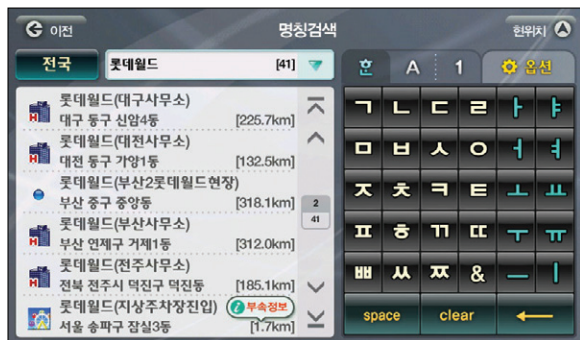 이전
명칭검색
현위치
전국
롯데월드 [41]
훈 A 1 옵션
롯데월드(대구사무소)
대구 동구 신암4동 [225.7km]
롯데월드(대전사무소)
대전 동구 가양1동 [132.5km]
롯데월드(부산2롯데월드현장)
부산 중구 중앙동 [318.1km]
롯데월드(부산사무소)
부산 연제구 거제1동 [312.0km]
롯데월드(전주사무소)
전북 전주시 덕진구 덕진동 [185.1km]
롯데월드(지상주차장진입) 부속정보
서울 송파구 잠실3동 [1.7km]
2
41
ㄱ ㄴ ㄷ ㄹ ㅏ ㅑ
ㅁ ㅂ ㅅ ㅇ ㅓ ㅕ
ㅈ ㅊ ㅋ ㅌ ㅗ ㅛ
ㅍ ㅎ ㄲ ㄸ ㅜ ㅠ
ㅃ ㅆ ㅉ & ㅡ ㅣ
space clear